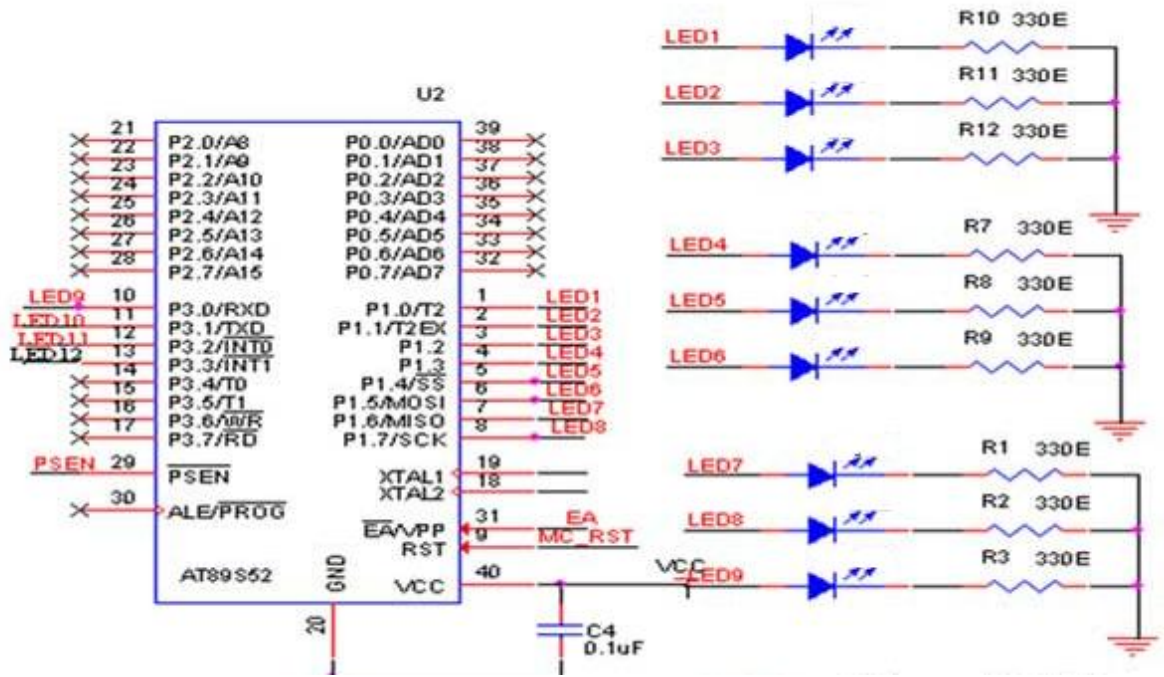 U2
21
P2.0/A8
22
P2.1/A9
23
P2.2/A10
24
P2.3/A11
25
P2.4/A12
26
P2.5/A13
27
P2.6/A14
28
P2.7/A15
LED9 10
P3.0/RXD
LED10 11
P3.1/TXD
LED11 12
P3.2/INT0
LED12 13
P3.3/INT1
14
P3.4/T0
15
P3.5/T1
16
P3.6/WR
17
P3.7/RD
PSEN 29
PSEN
30
ALE/PROG
AT89S52
GND
20
39
P0.0/AD0
38
P0.1/AD1
37
P0.2/AD2
36
P0.3/AD3
35
P0.4/AD4
34
P0.5/AD5
33
P0.6/AD6
32
P0.7/AD7
1 LED1
P1.0/T2
2 LED2
P1.1/T2EX
3 LED3
P1.2
4 LED4
P1.3
5 LED5
P1.4/SS
6 LED6
P1.5/MOSI
7 LED7
P1.6/MISO
8 LED8
P1.7/SCK
19
XTAL1
18
XTAL2
31 EA
EA/VPP
9 MC_RST
RST
40
VCC
VCC
C4
0.1uF
R10 330E
LED1
R11 330E
LED2
R12 330E
LED3
R7 330E
LED4
R8 330E
LED5
R9 330E
LED6
R1 330E
LED7
R2 330E
LED8
R3 330E
LED9